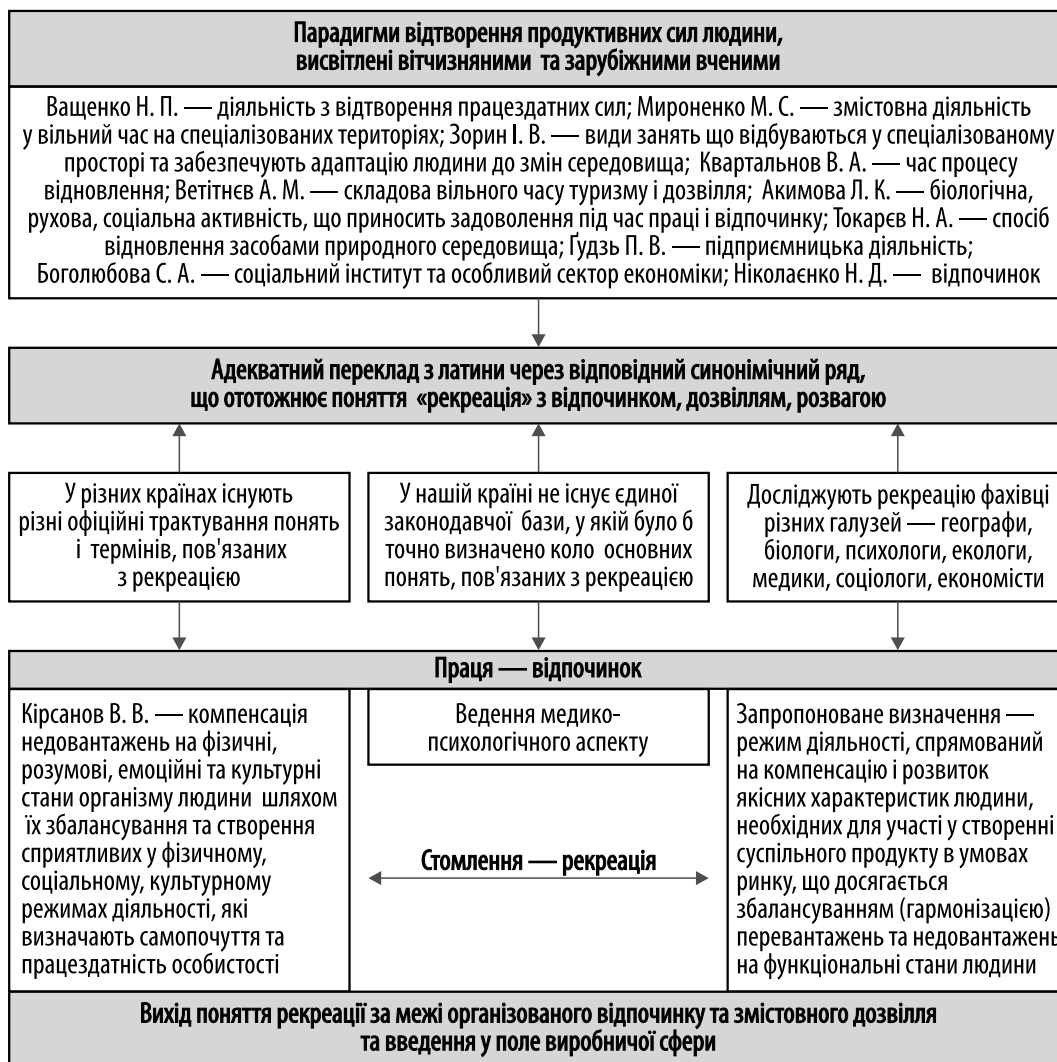 Парадигми відтворення продуктивних сил людини,
висвітлені вітчизняними та зарубіжними вченими
Ващенко Н. П. — діяльність з відтворення працездатних сил; Мироненко М. С. — змістовна діяльність
у вільний час на спеціалізованих територіях; Зорин І. В. — види занять що відбуваються у спеціалізованому
просторі та забезпечують адаптацію людини до змін середовища; Квартальнов В. А. — час процесу
відновлення; Ветітнєв А. М. — складова вільного часу туризму і дозвілля; Акимова Л. К. — біологічна,
рухова, соціальна активність, що приносить задоволення під час праці і відпочинку; Токарєв Н. А. — спосіб
відновлення засобами природного середовища; Ґудзь П. В. — підприємницька діяльність;
Боголюбова С. А. — соціальний інститут та особливий сектор економіки; Ніколаєнко Н. Д. — відпочинок
Адекватний переклад з латини через відповідний синонімічний ряд,
що ототожнює поняття «рекреація» з відпочинком, дозвіллям, розвагою
У різних країнах існують
різні офіційні трактування понять
і термінів, пов'язаних
з рекреацією
У нашій країні не існує єдиної
законодавчої бази, у якій було б
точно визначено коло основних
понять, пов'язаних з рекреацією
Досліджують рекреацію фахівці
різних галузей — географи,
біологи, психологи, екологи,
медики, соціологи, економісти
Праця — відпочинок
Кірсанов В. В. — компенсація
недовантажень на фізичні,
розумові, емоційні та культурні
стани організму людини шляхом
їх збалансування та створення
сприятливих у фізичному,
соціальному, культурному
режимах діяльності, які
визначають самопочуття та
працездатність особистості
Ведення медико-
психологічного аспекту
Стомлення — рекреація
Запропоноване визначення —
режим діяльності, спрямований
на компенсацію і розвиток
якісних характеристик людини,
необхідних для участі у створенні
суспільного продукту в умовах
ринку, що досягається
збалансуванням (гармонізацією)
перевантажень та недовантажень
на функціональні стани людини
Вихід поняття рекреації за межі організованого відпочинку та змістовного дозвілля
та введення у поле виробничої сфери